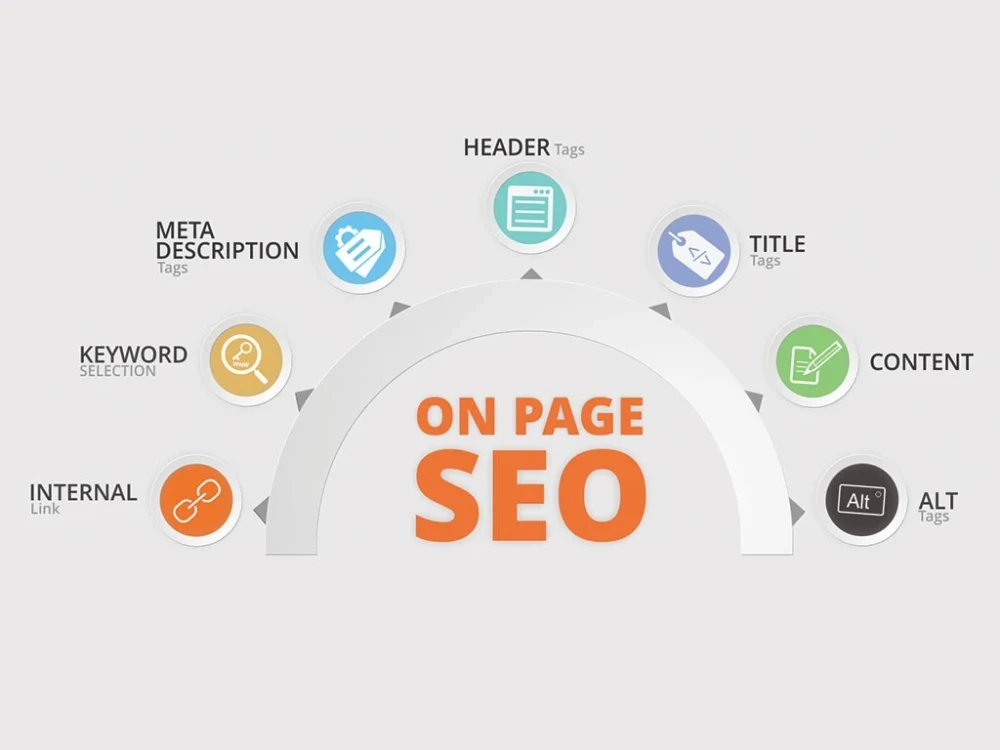 HEADER Tags
META
DESCRIPTION
Tags
TITLE
Tags
KEYWORD
SELECTION
CONTENT
INTERNAL
Link
Alt
ALT
Tags
ON PAGE
SEO